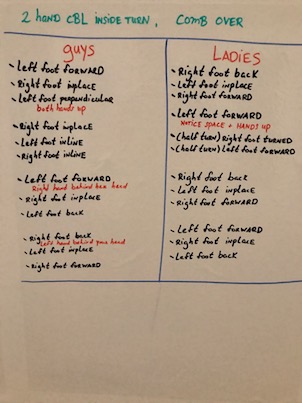 2 HAND CBL INSIDE TURN, COMB OVER
guys
- Left foot FORWARD
- Right foot inplace
- Left foot perpendicular
both hands up
- Right foot inplace
- Left foot inline
- Right foot inline
- Left foot FORWARD
Right hand behind her head
- Right foot inplace
- Left foot back
- Right foot back
Left hand behind your head
- Left foot inplace
- Right foot forward
LADIES
- Right foot back
- Left foot inplace
- Right foot forward
- Left foot FORWARD
NOTICE SPACE + HANDS UP
- (half turn) Right foot TURNED
- (half turn) Left foot FORWARD
- Right foot back
- Left foot inplace
- Right foot FORWARD
- Left foot FORWARD
- Right foot inplace
- Left foot back